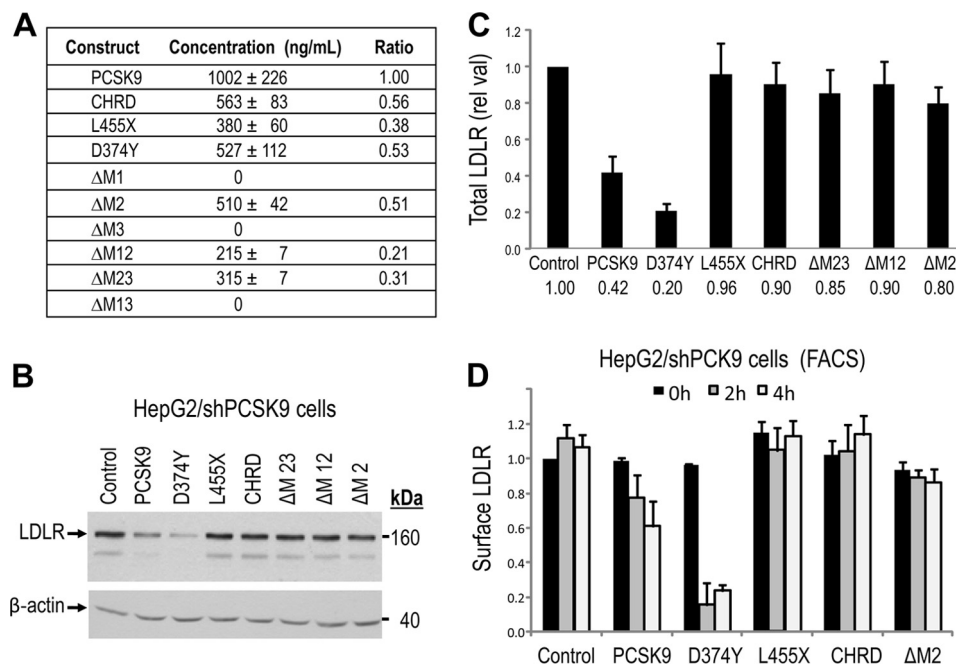 A
Construct Concentration (ng/mL) Ratio
PCSK9 1002 ± 226 1.00
CHRD 563 ± 83 0.56
L455X 380 ± 60 0.38
D374Y 527 ± 112 0.53
ΔM1 0
ΔM2 510 ± 42 0.51
ΔM3 0
ΔM12 215 ± 7 0.21
ΔM23 315 ± 7 0.31
ΔM13 0
B
HepG2/shPCSK9 cells
Control PCSK9 D374Y L455X CHRD ΔM 23 ΔM 12 ΔM 2
kDa
LDLR
160
β-actin
40
C
Total LDLR (rel val)
1.2
1.0
0.8
0.6
0.4
0.2
0.0
Control PCSK9 D374Y L455X CHRD ΔM23 ΔM12 ΔM2
1.00 0.42 0.20 0.96 0.90 0.85 0.90 0.80
D
HepG2/shPCK9 cells (FACS)
0h 2h 4h
Surface LDLR
1.2
1.0
0.8
0.6
0.4
0.2
0.0
Control PCSK9 D374Y L455X CHRD ΔM2